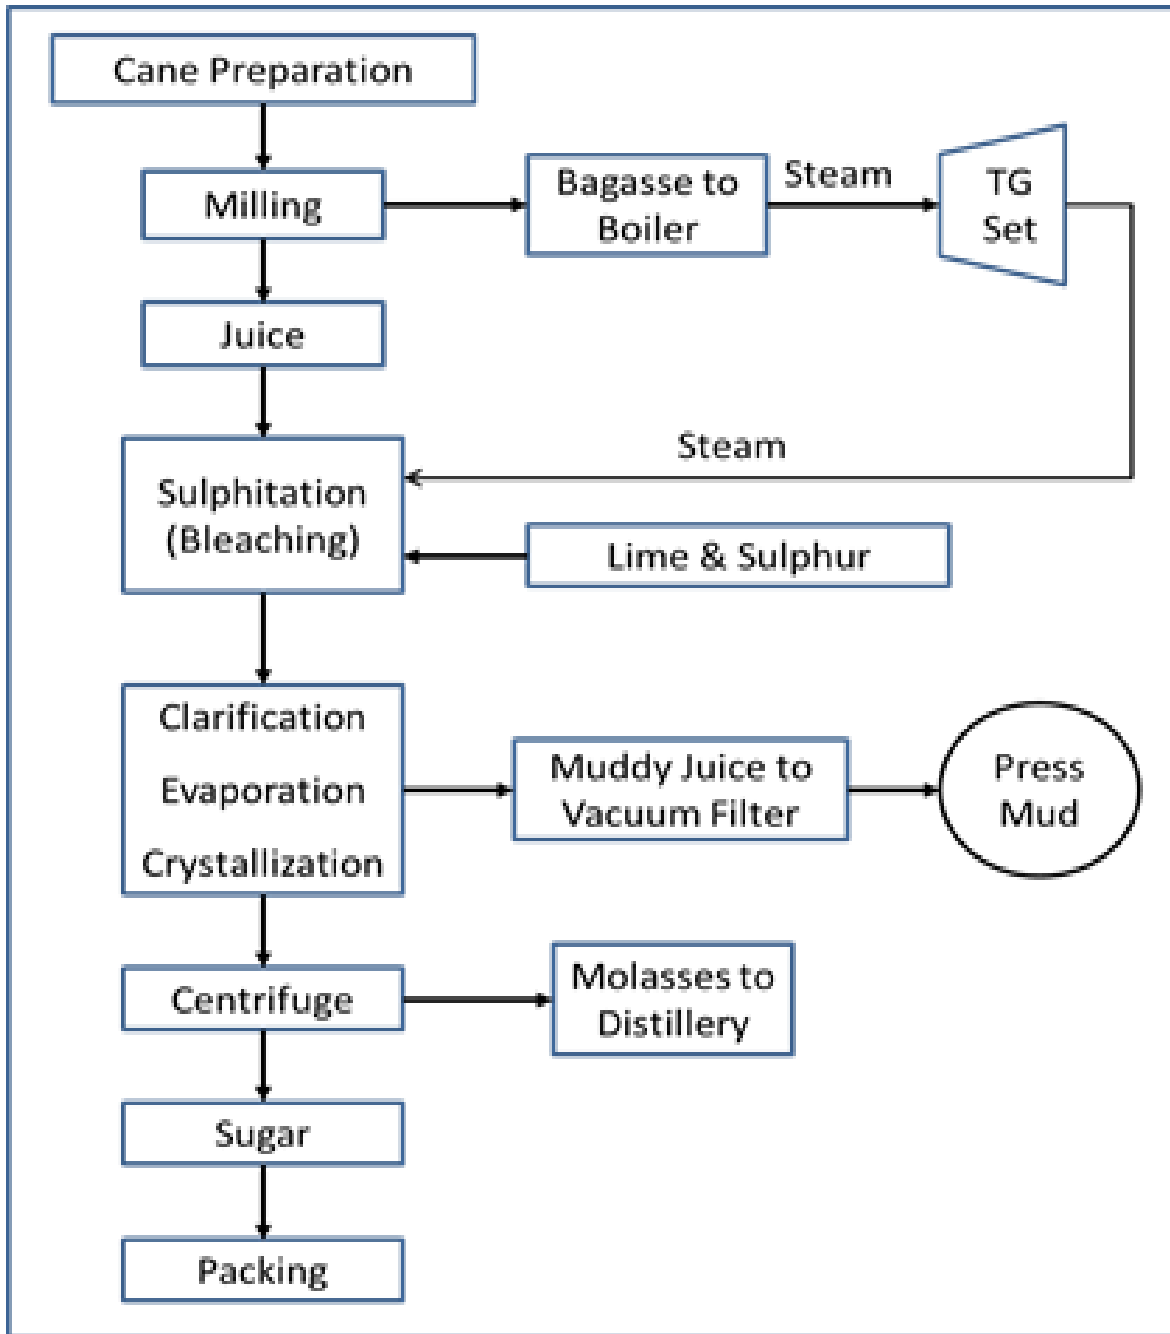 Cane Preparation
Milling
Bagasse to
Boiler
Steam
TG
Set
Juice
Steam
Sulphitation
(Bleaching)
Lime & Sulphur
Clarification
Evaporation
Crystallization
Muddy Juice to
Vacuum Filter
Press
Mud
Centrifuge
Molasses to
Distillery
Sugar
Packing